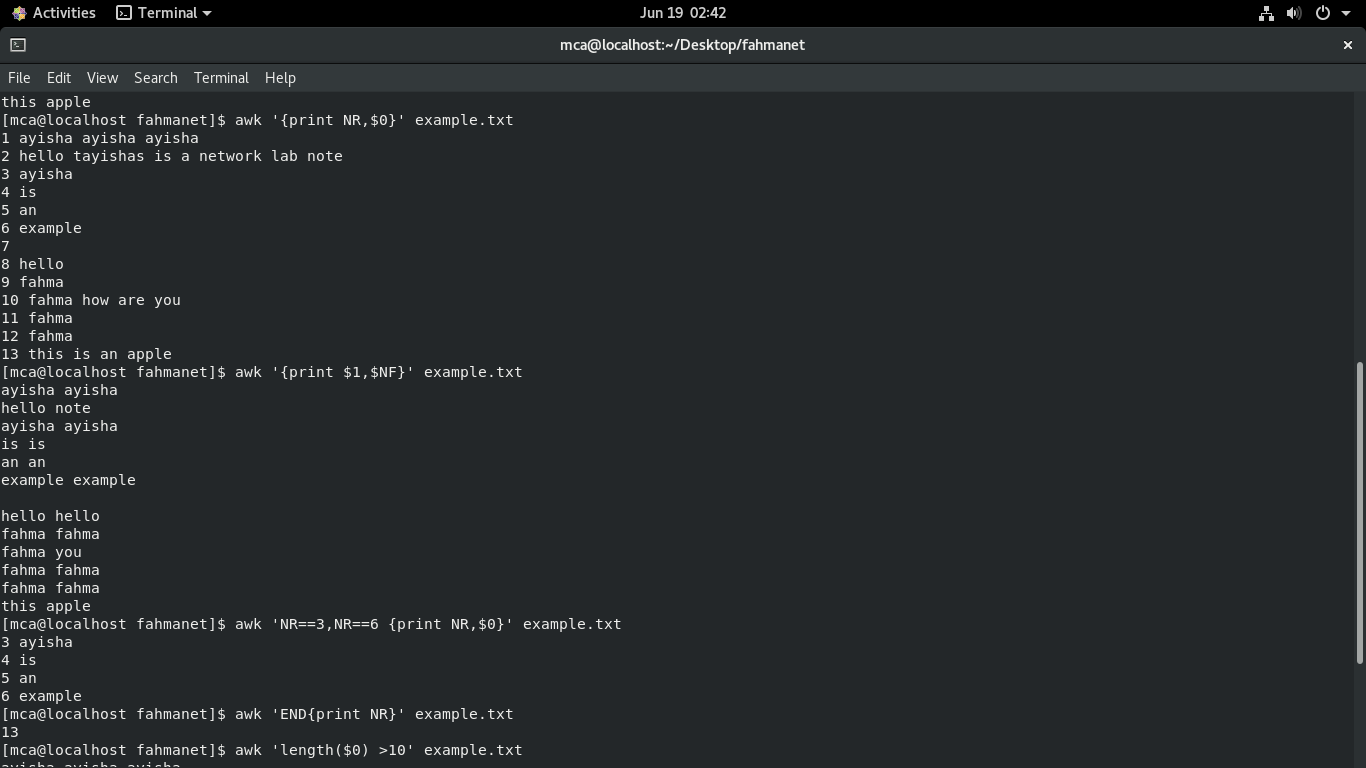 Activities Terminal Jun 19 02:42
mca@localhost:~/Desktop/fahmanet ×
File Edit View Search Terminal Help
this apple
[mca@localhost fahmanet]$ awk '{print NR,$0}' example.txt
1 ayisha ayisha ayisha
2 hello tayishas is a network lab note
3 ayisha
4 is
5 an
6 example
7
8 hello
9 fahma
10 fahma how are you
11 fahma
12 fahma
13 this is an apple
[mca@localhost fahmanet]$ awk '{print $1,$NF}' example.txt
ayisha ayisha
hello note
ayisha ayisha
is is
an an
example example

hello hello
fahma fahma
fahma you
fahma fahma
fahma fahma
this apple
[mca@localhost fahmanet]$ awk 'NR==3,NR==6 {print NR,$0}' example.txt
3 ayisha
4 is
5 an
6 example
[mca@localhost fahmanet]$ awk 'END{print NR}' example.txt
13
[mca@localhost fahmanet]$ awk 'length($0) >10' example.txt
ayisha ayisha ayisha